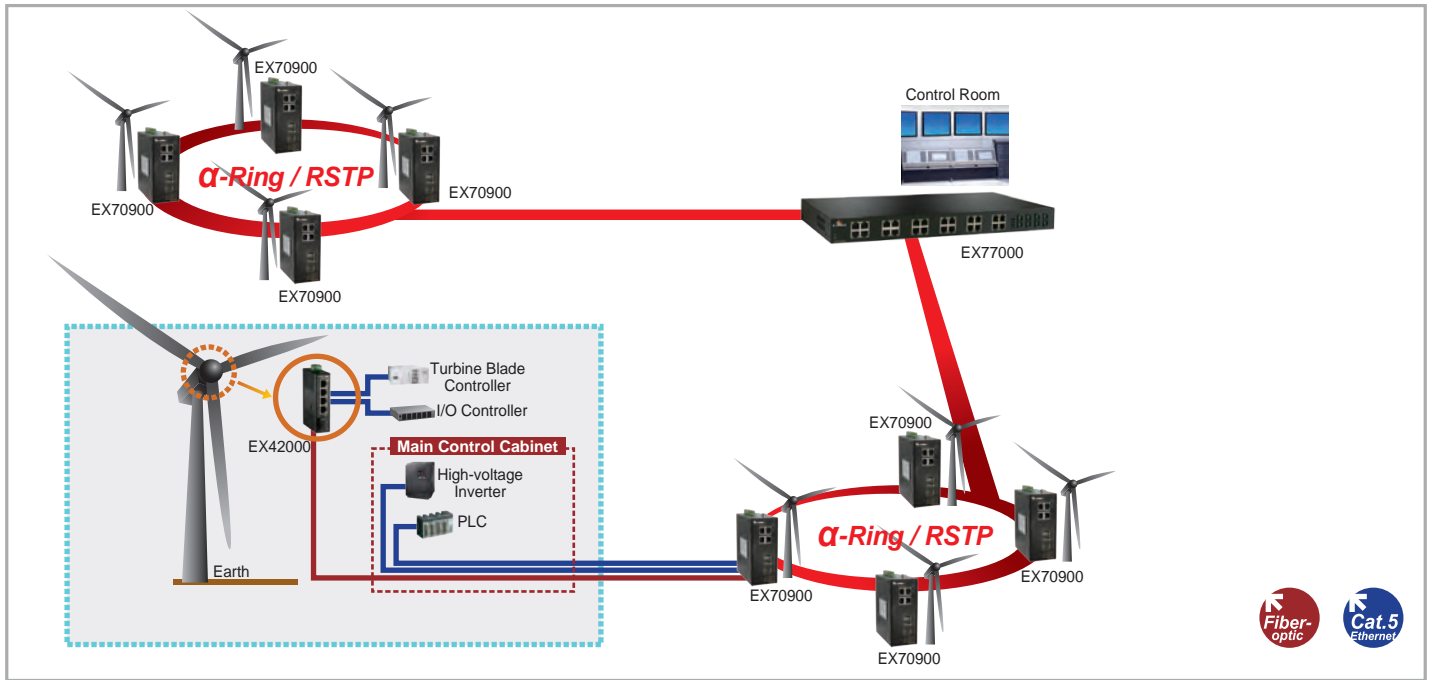 EX70900
Control Room
α-Ring / RSTP
EX70900
EX70900
EX77000
EX70900
Turbine Blade
Controller
I/O Controller
EX42000
Main Control Cabinet
High-voltage
Inverter
PLC
Earth
EX70900
α-Ring / RSTP
EX70900
EX70900
EX70900
Fiber-
optic
Cat.5
Ethernet